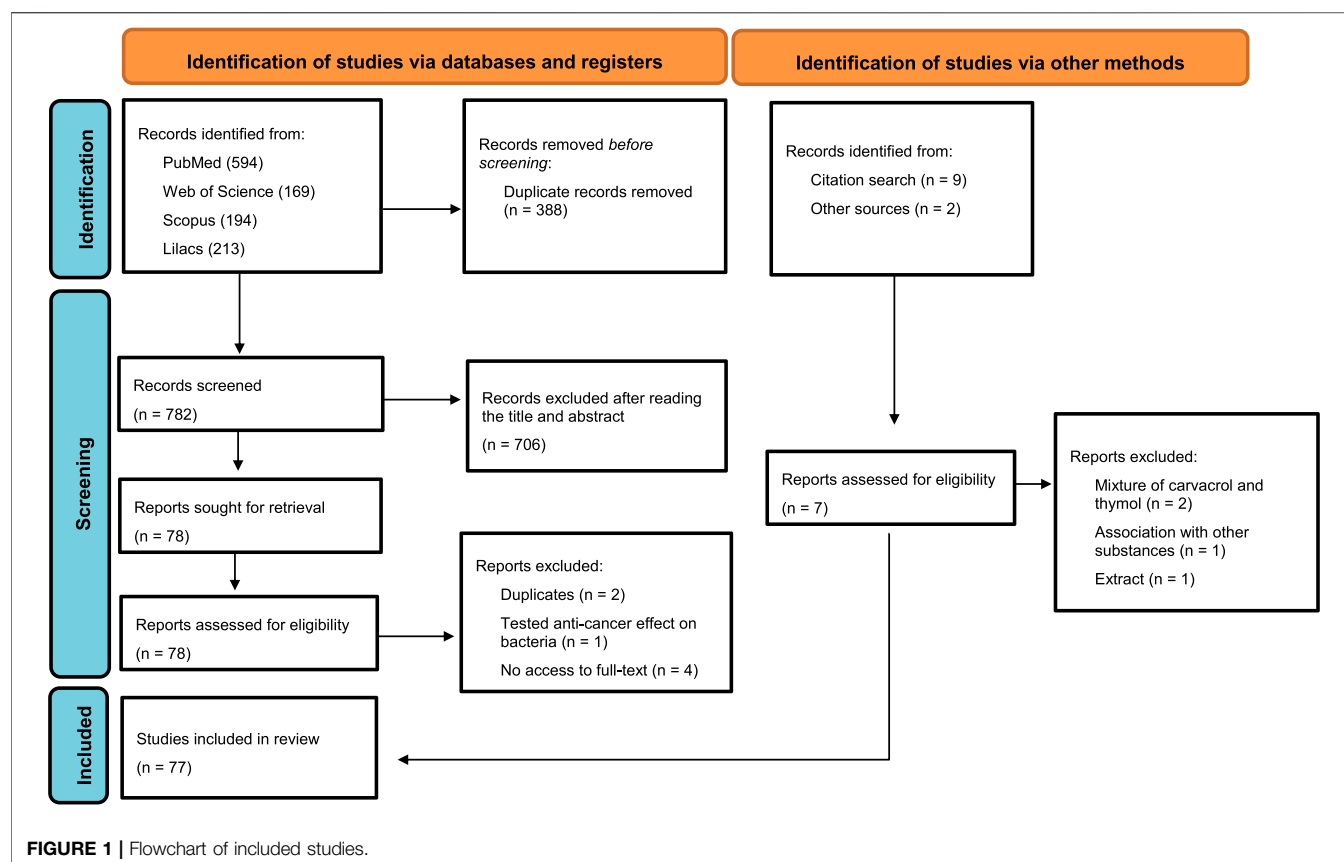 Identification of studies via databases and registers
Identification of studies via other methods
Identification
Records identified from:
PubMed (594)
Web of Science (169)
Scopus (194)
Lilacs (213)
Records removed before
screening:
Duplicate records removed
(n = 388)
Records identified from:
Citation search (n = 9)
Other sources (n = 2)
Screening
Records screened
(n = 782)
Records excluded after reading
the title and abstract
(n = 706)
Reports sought for retrieval
(n = 78)
Reports assessed for eligibility
(n = 78)
Reports excluded:
Duplicates (n = 2)
Tested anti-cancer effect on
bacteria (n = 1)
No access to full-text (n = 4)
Reports assessed for eligibility
(n = 7)
Reports excluded:
Mixture of carvacrol and
thymol (n = 2)
Association with other
substances (n = 1)
Extract (n = 1)
Included
Studies included in review
(n = 77)
FIGURE 1 | Flowchart of included studies.